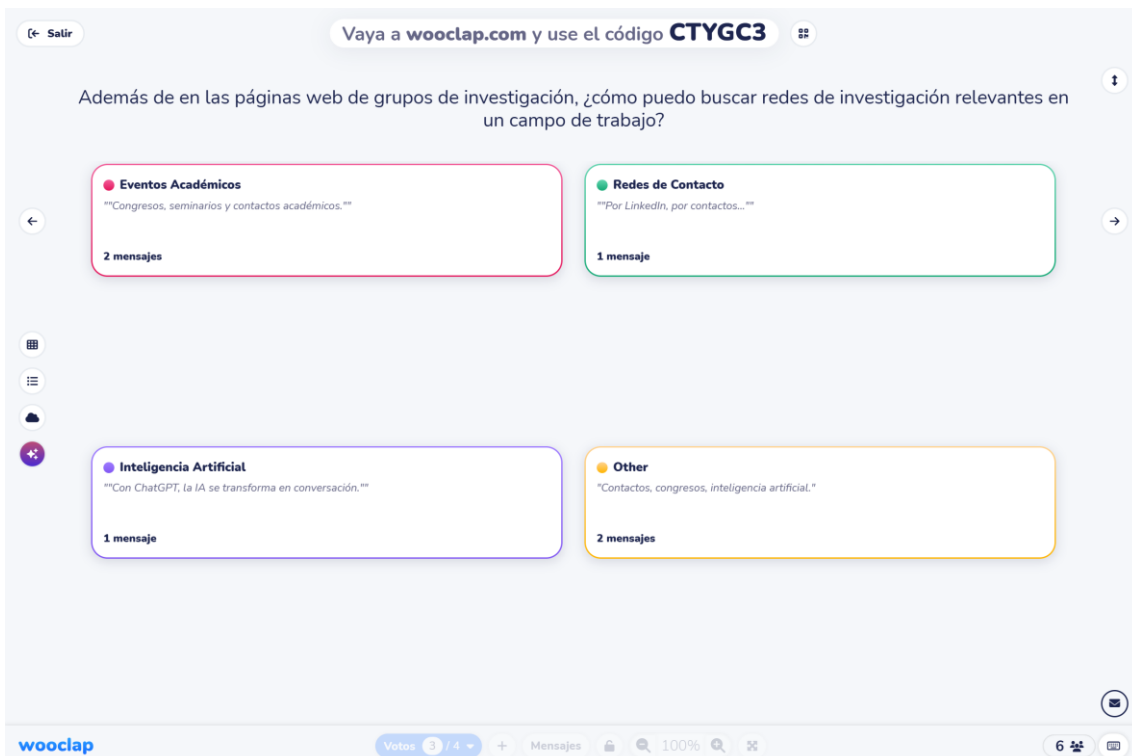 Salir
Vaya a wooclap.com y use el código CTYGC3
Además de en las páginas web de grupos de investigación, ¿cómo puedo buscar redes de investigación relevantes en
un campo de trabajo?
Eventos Académicos
""Congresos, seminarios y contactos académicos.""
2 mensajes
Redes de Contacto
""Por LinkedIn, por contactos...""
1 mensaje
Inteligencia Artificial
""Con ChatGPT, la IA se transforma en conversación.""
1 mensaje
Other
"Contactos, congresos, inteligencia artificial."
2 mensajes
wooclap
Votos 3 / 4
Mensajes
100%
6